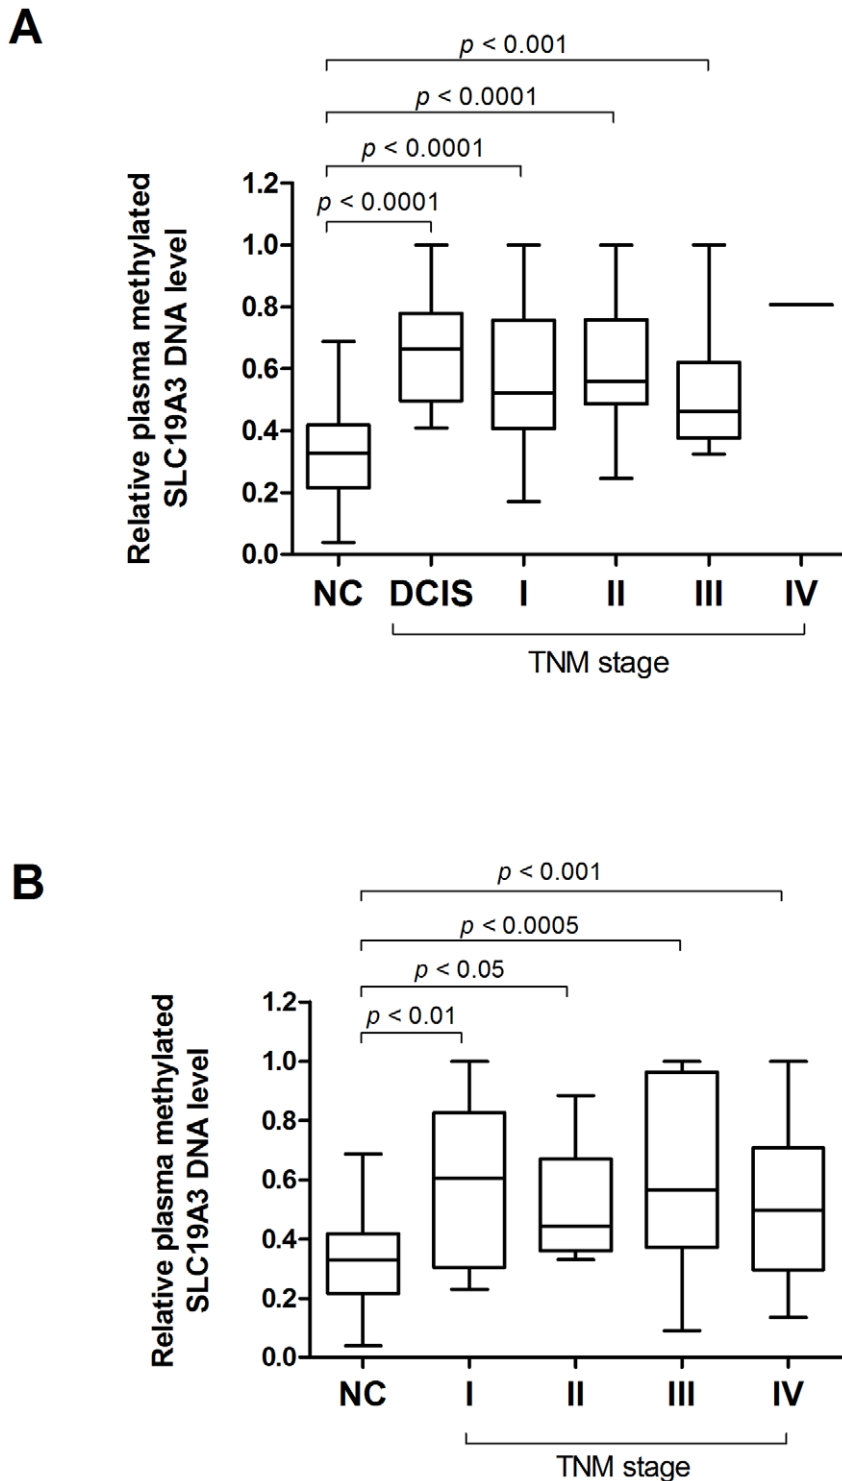 A
p < 0.001
p < 0.0001
p < 0.0001
p < 0.0001
Relative plasma methylated
SLC19A3 DNA level
1.2
1.0
0.8
0.6
0.4
0.2
0.0
NC DCIS I II III IV
TNM stage
B
p < 0.001
p < 0.0005
p < 0.05
p < 0.01
Relative plasma methylated
SLC19A3 DNA level
1.2
1.0
0.8
0.6
0.4
0.2
0.0
NC I II III IV
TNM stage